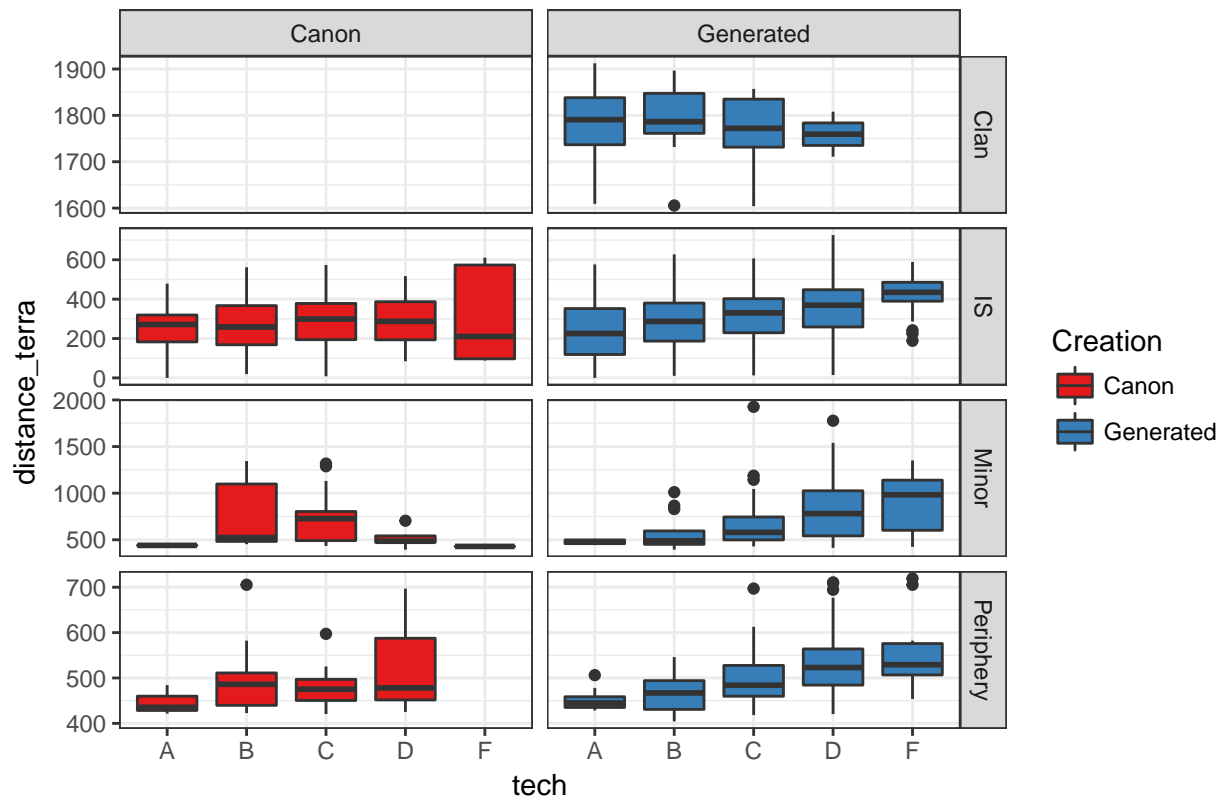 Canon
Generated
1900
1800
1700
1600
Clan
600
400
200
0
IS
2000
1500
1000
500
Minor
700
600
500
400
Periphery
A B C D F
A B C D F
tech
distance_terra
Creation
Canon
Generated